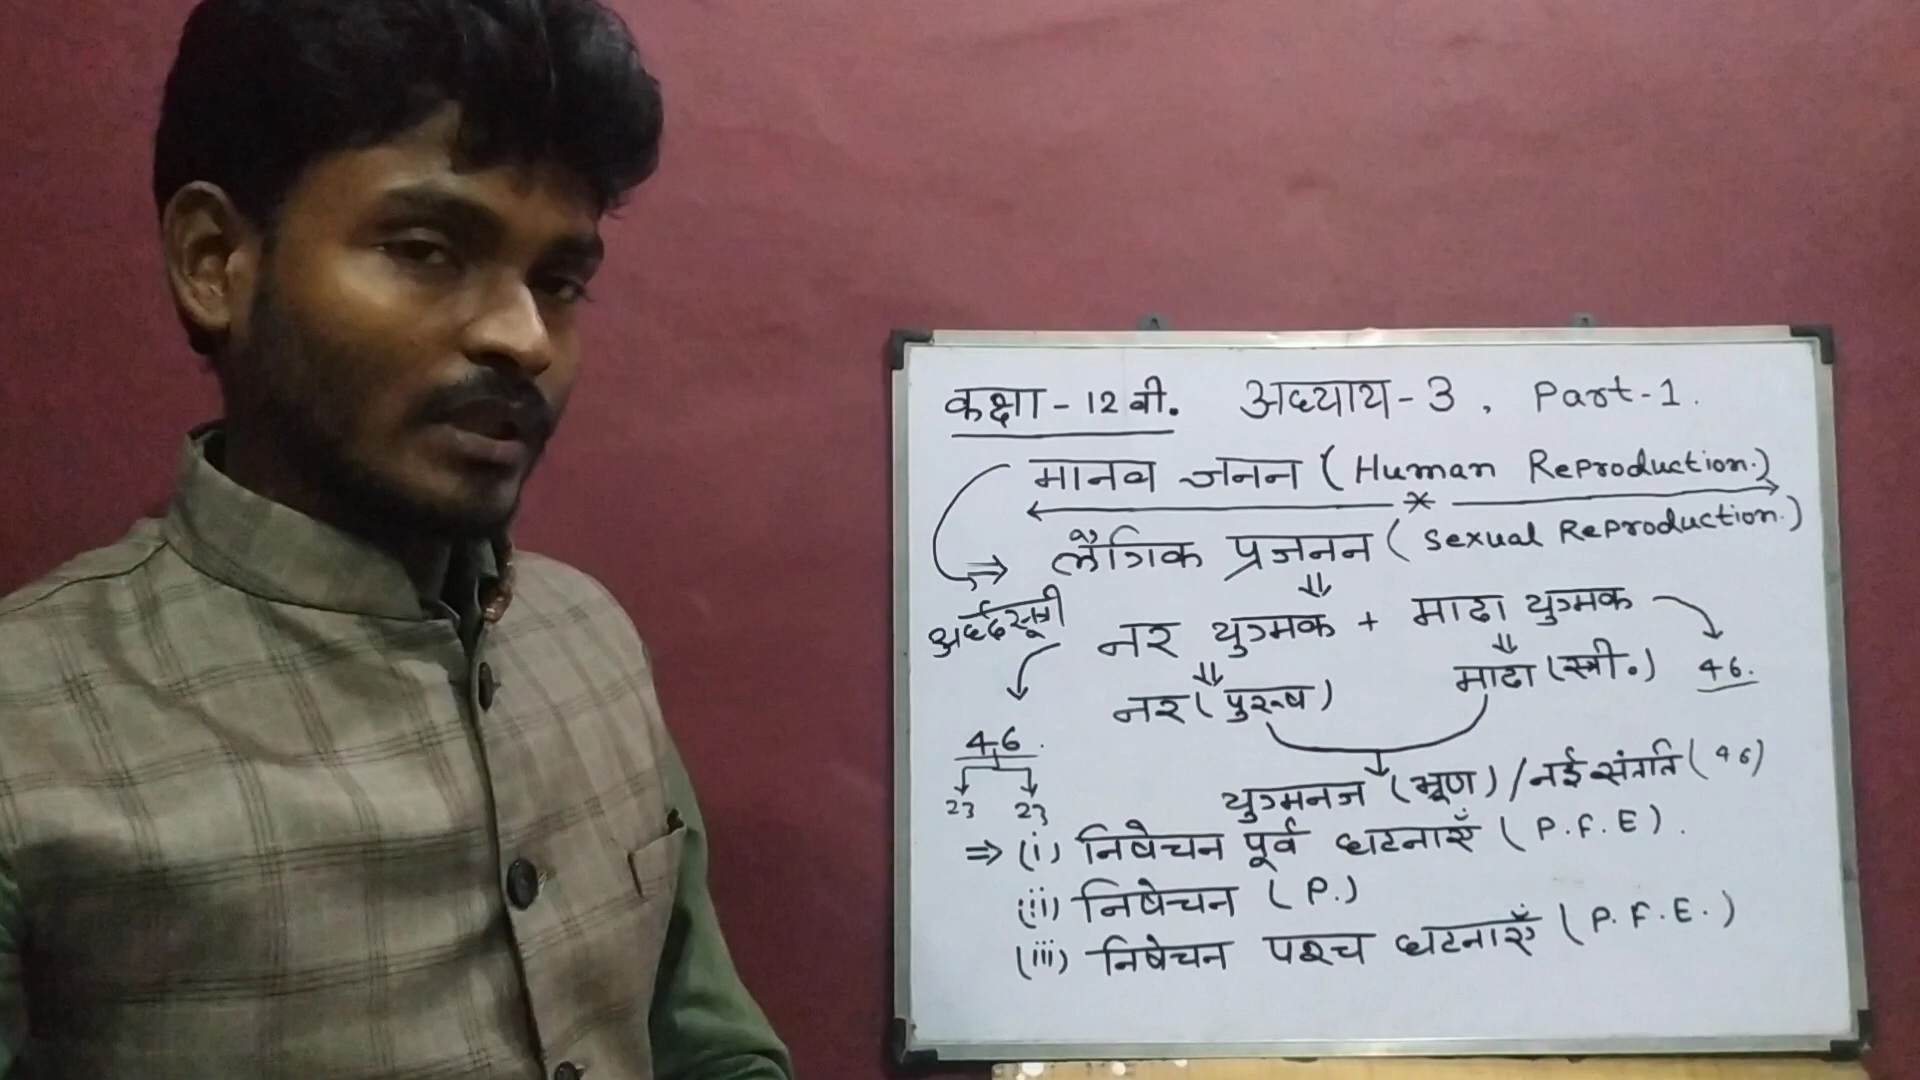 कक्षा - 12 वी. अध्याय - 3, Part-1.
मानव जनन (Human Reproduction.)
लैंगिक प्रजनन (Sexual Reproduction.)
अर्द्धसूत्री
नर युग्मक + मादा युग्मक
नर (पुरूष)
मादा (स्त्री.) 46.
46.
23 23
युग्मनज (भ्रूण) / नई संतति (46)
⇒ (i) निषेचन पूर्व घटनाएँ (P.F.E).
(ii) निषेचन (P.)
(iii) निषेचन पश्च घटनाएँ (P.F.E.)